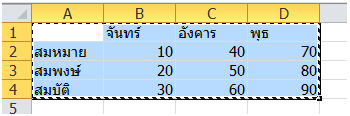 A B C D
1 จันทร์ อังคาร พุธ
2 สมหมาย 10 40 70
3 สมพงษ์ 20 50 80
4 สมบัติ 30 60 90
5